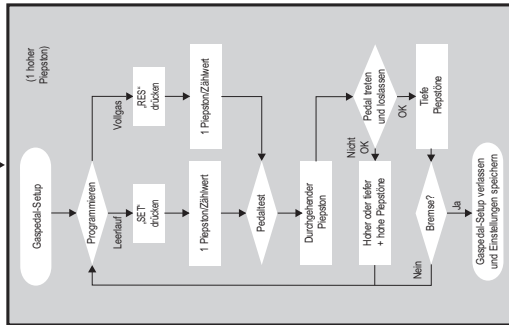 (1 hoher
Piepston)
Gaspedal-Setup
Programmieren
Leerlauf
Vollgas
„SET“
drücken
„RES“
drücken
1 Piepston/Zählwert
1 Piepston/Zählwert
Pedaltest
Durchgehender
Piepston
Pedal treten
und loslassen
Nicht
OK
OK
Hoher oder tiefer
+ hohe Piepstöne
Tiefe
Piepstöne
Bremse?
Nein
Ja
Gaspedal-Setup verlassen
und Einstellungen speichern